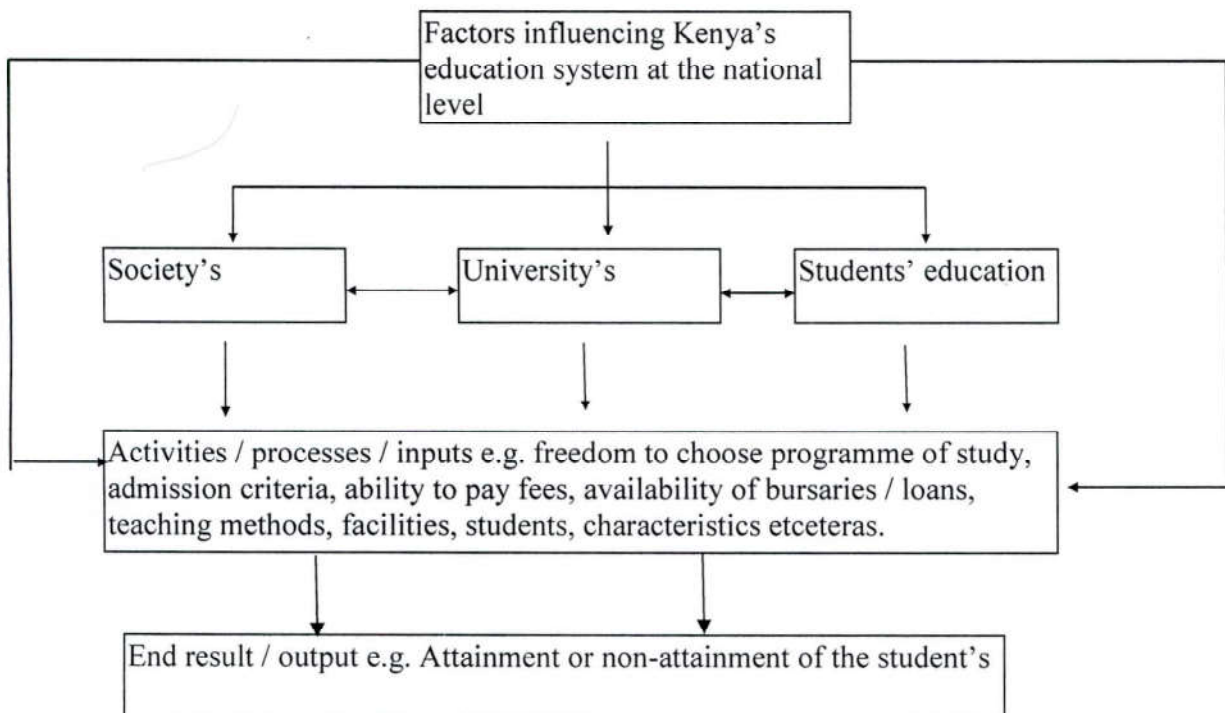 Factors influencing Kenya's
education system at the national
level
Society's
University's
Students' education
Activities / processes / inputs e.g. freedom to choose programme of study,
admission criteria, ability to pay fees, availability of bursaries / loans,
teaching methods, facilities, students, characteristics etceteras.
End result / output e.g. Attainment or non-attainment of the student's